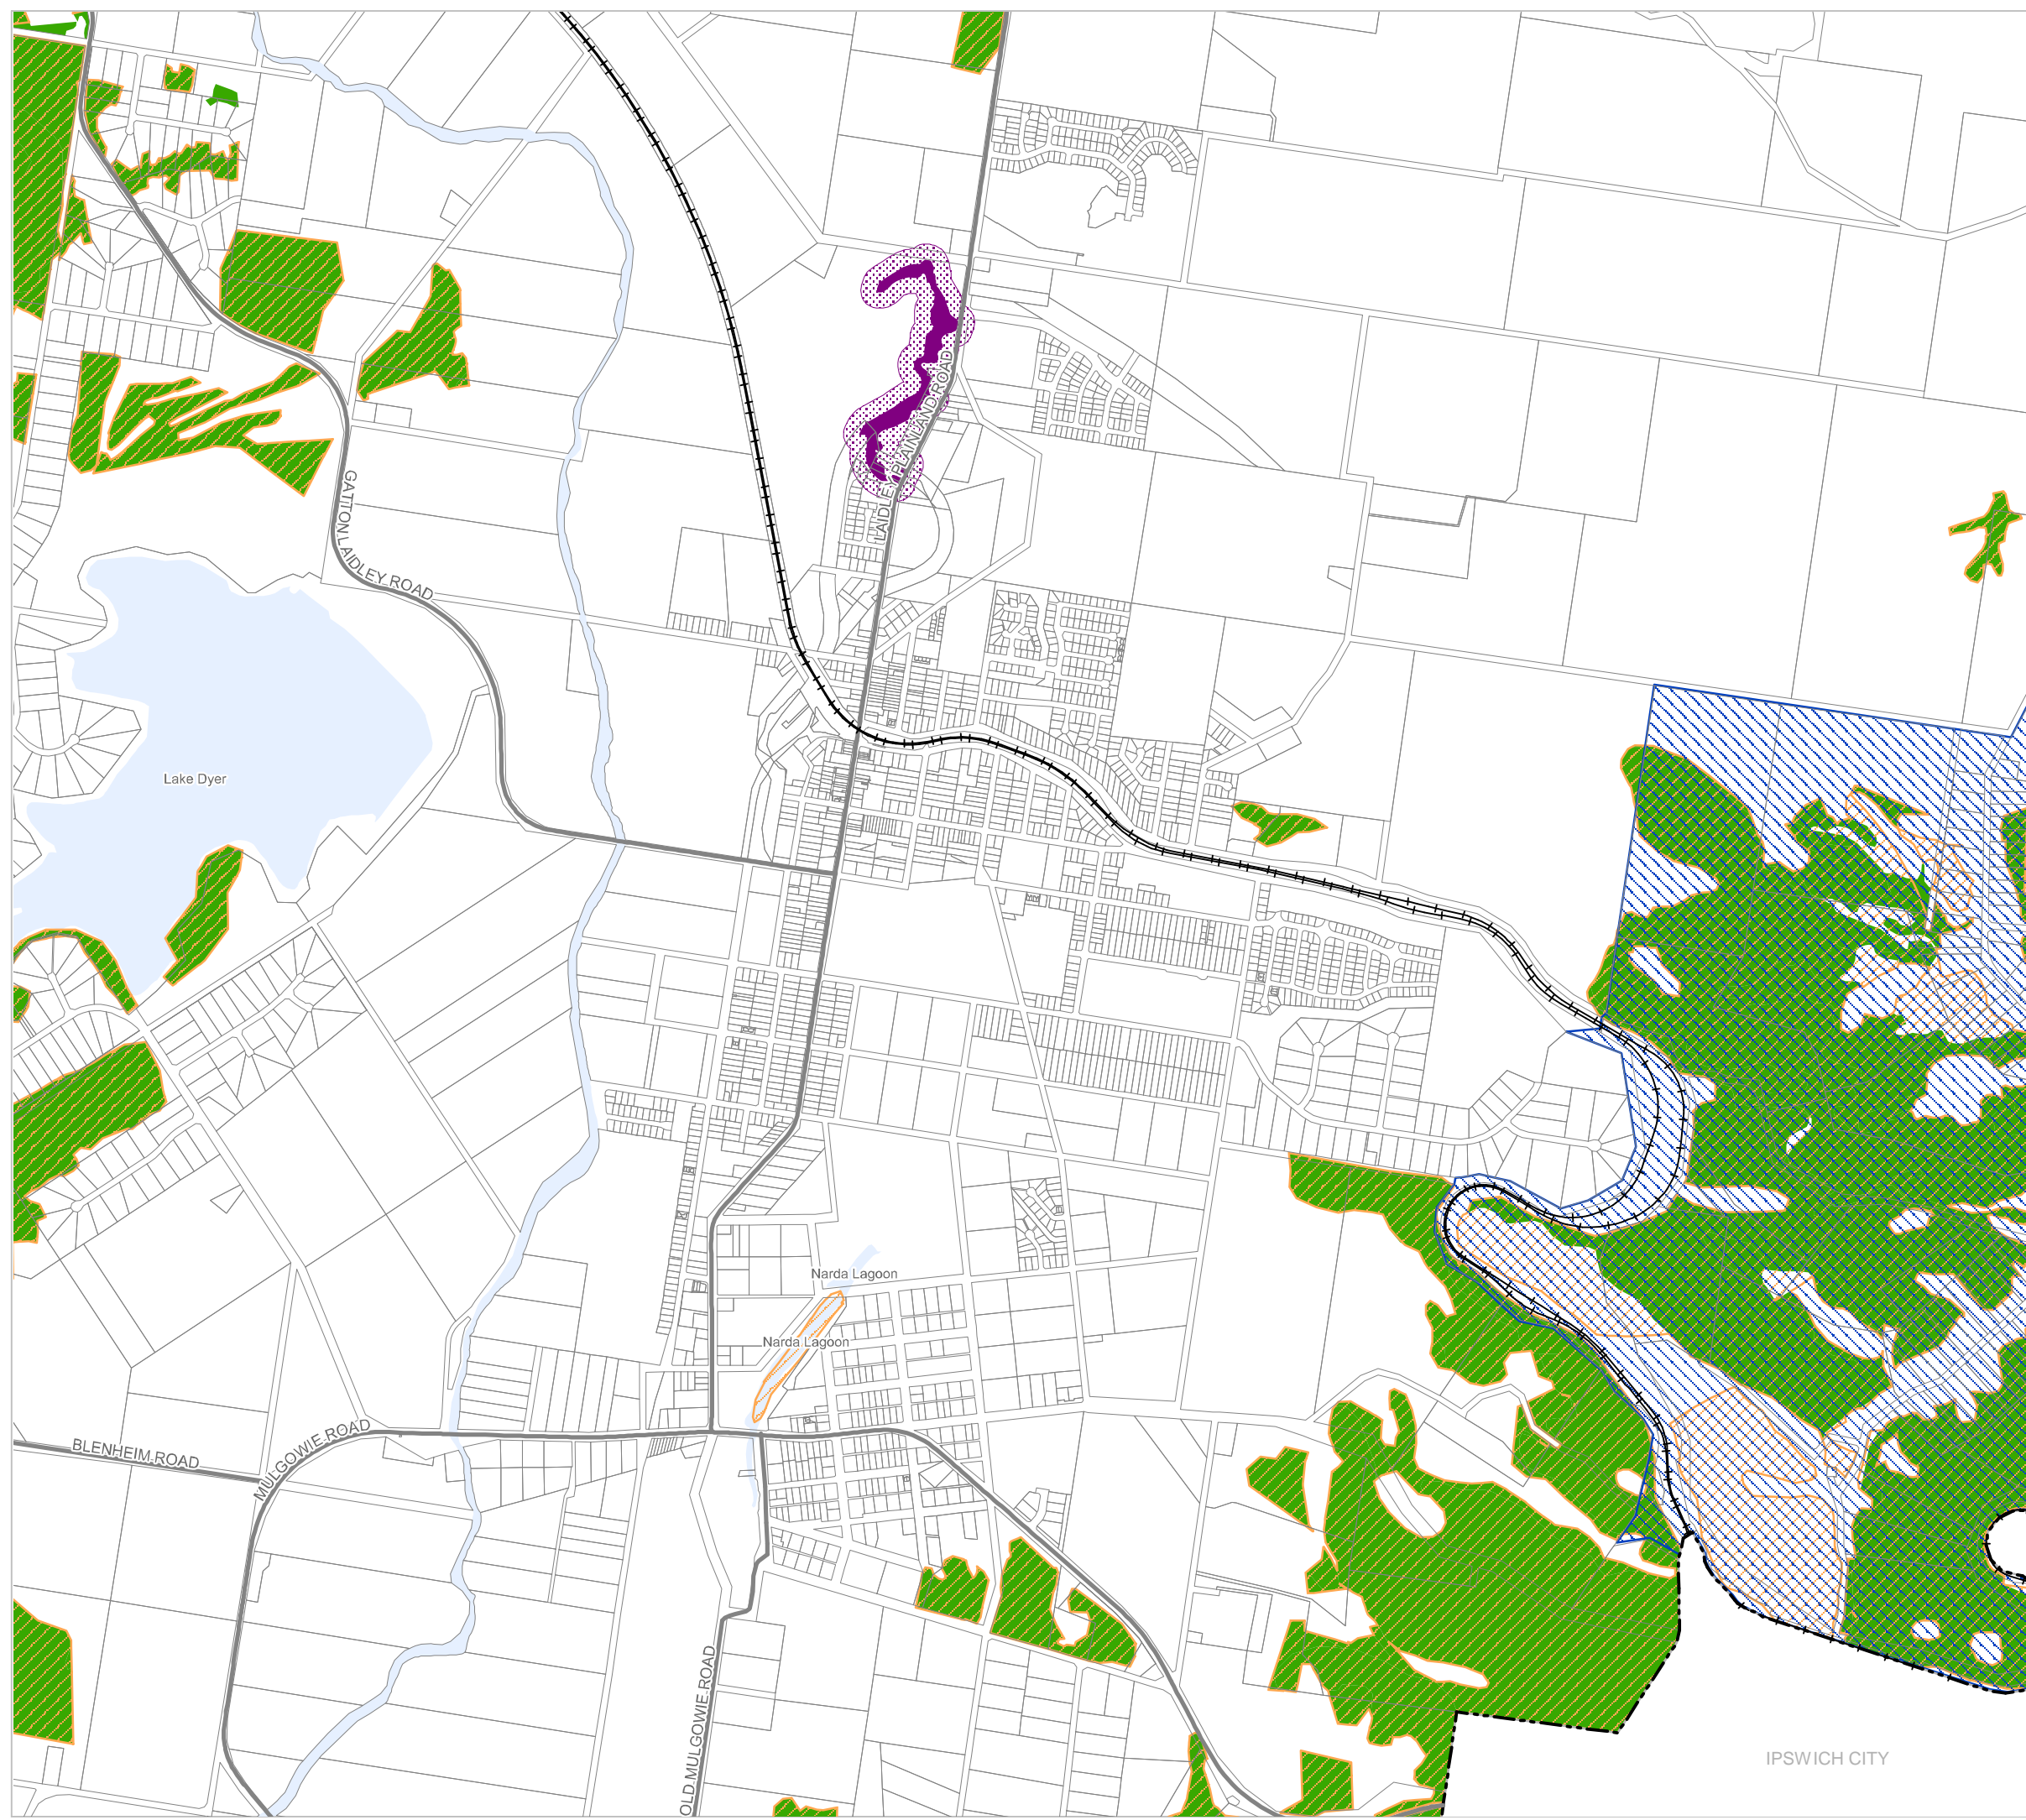 LAIDLEY PLAINLAND ROAD
GATTON LAIDLEY ROAD
Lake Dyer
Narda Lagoon
Narda Lagoon
BLENHEIM ROAD
MULGOWIE ROAD
OLD MULGOWIE ROAD
IPSWICH CITY